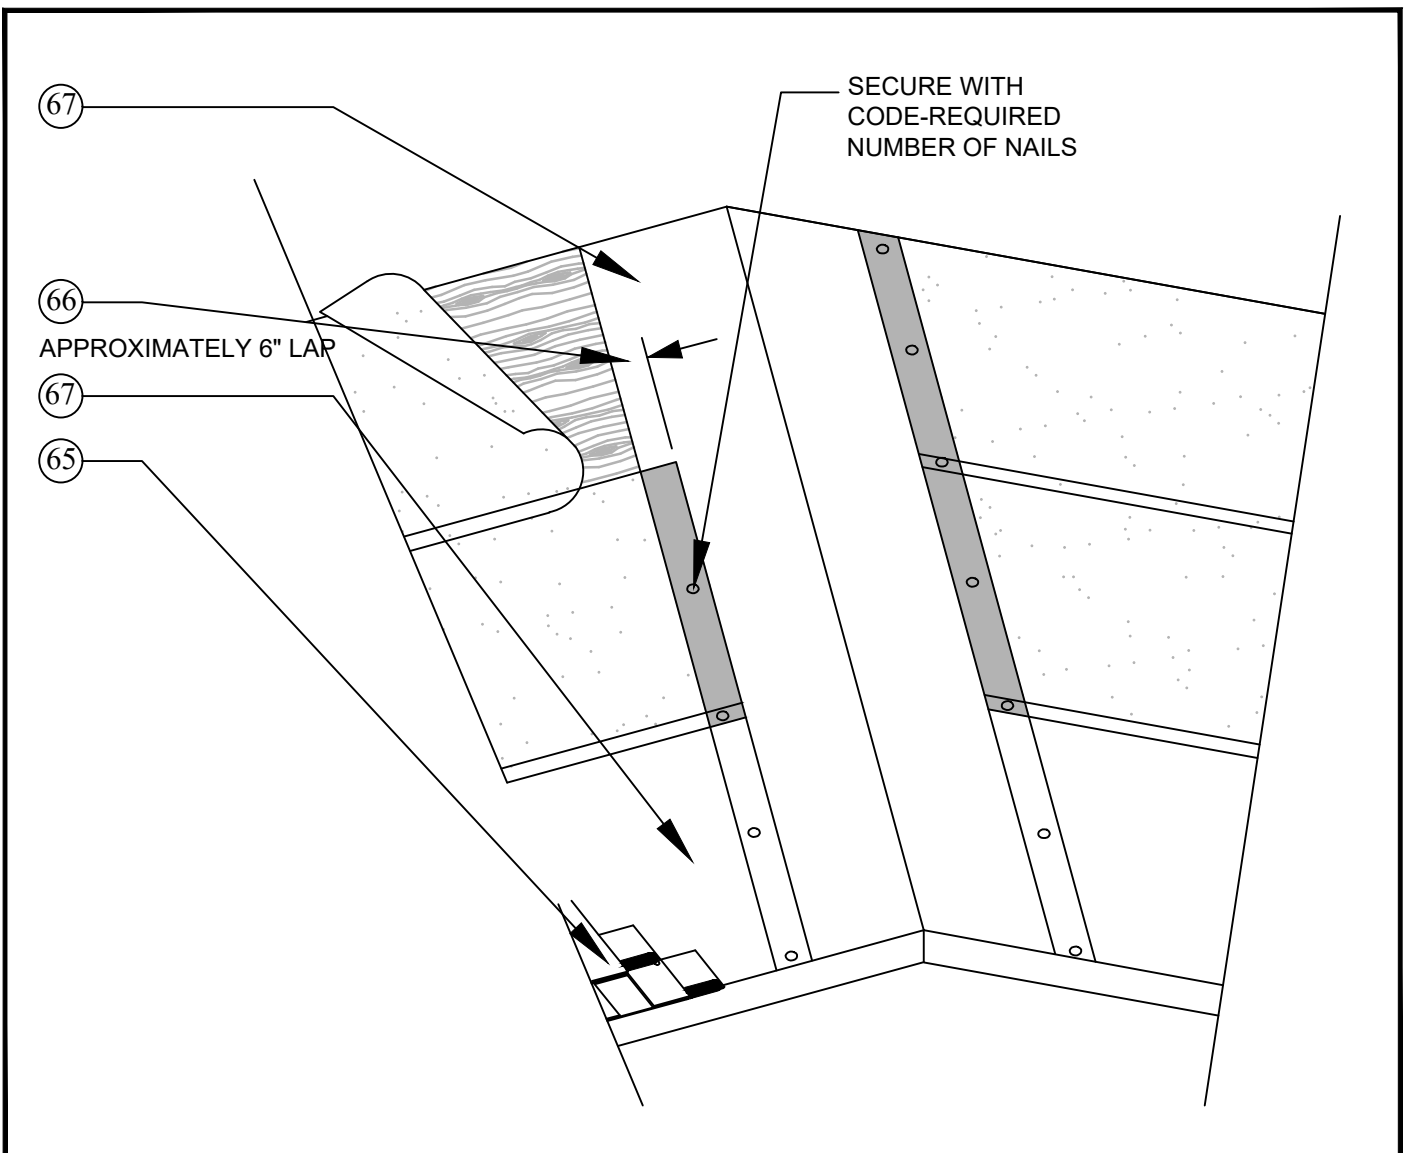 67
SECURE WITH
CODE-REQUIRED
NUMBER OF NAILS
66
APPROXIMATELY 6" LAP
67
65